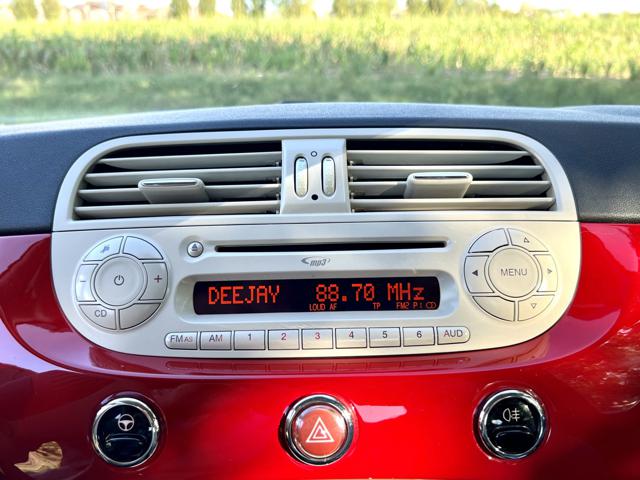 mp3
DEEJAY 88.70 MHz
LOUD AF TP FM2 P1 CD
+ MENU
CD
FM AS AM 1 2 3 4 5 6 AUD